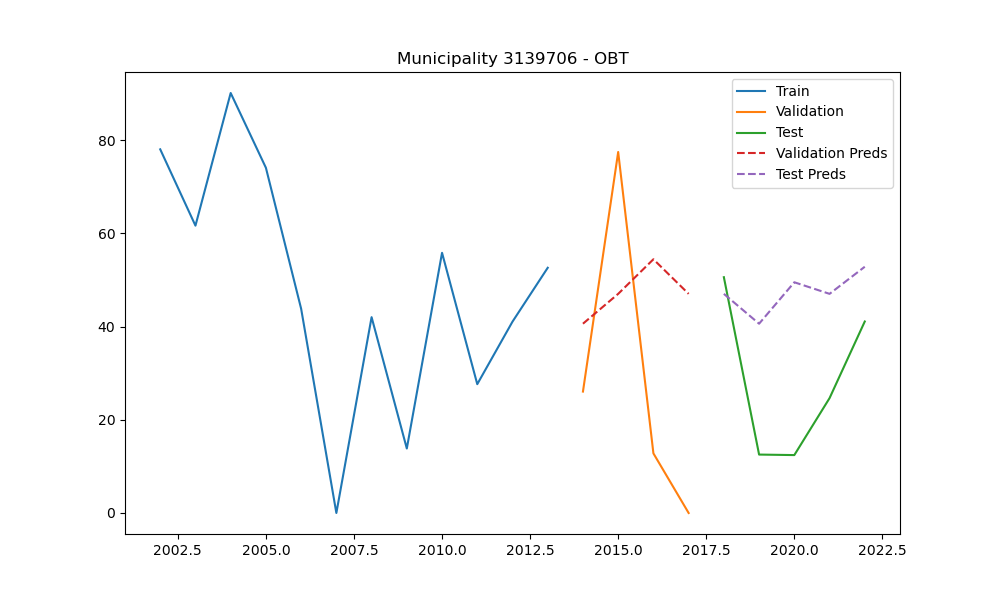 Municipality 3139706 - OBT
Train
Validation
Test
Validation Preds
Test Preds
80
60
40
20
0
2002.5 2005.0 2007.5 2010.0 2012.5 2015.0 2017.5 2020.0 2022.5